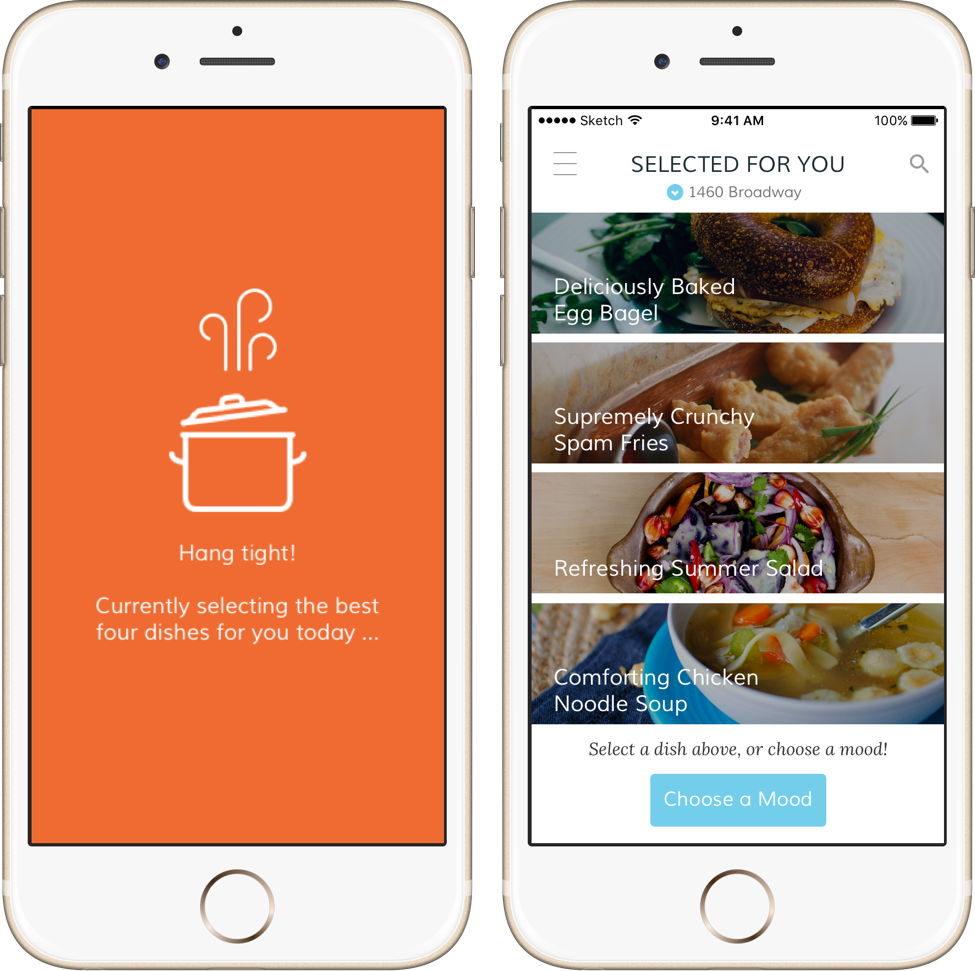 Hang tight!
Currently selecting the best
four dishes for you today ...
Sketch 9:41 AM 100%
SELECTED FOR YOU
1460 Broadway
Deliciously Baked
Egg Bagel
Supremely Crunchy
Spam Fries
Refreshing Summer Salad
Comforting Chicken
Noodle Soup
Select a dish above, or choose a mood!
Choose a Mood